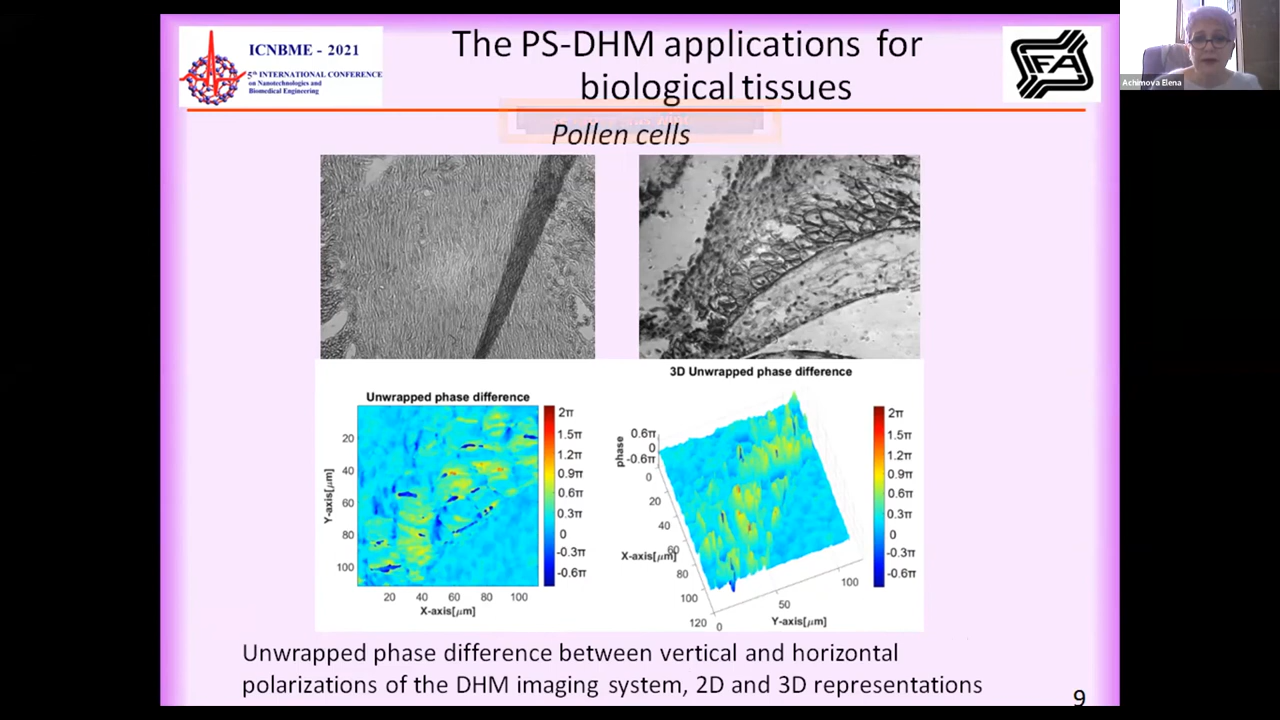 ICNBME - 2021
5th INTERNATIONAL CONFERENCE
on Nanotechnologies and
Biomedical Engineering
The PS-DHM applications for
biological tissues
IFA
Achimova Elena
Pollen cells
Unwrapped phase difference
Y-axis[µm]
20
40
60
80
100
20 40 60 80 100
X-axis[µm]
2π
1.5π
1.2π
0.9π
0.6π
0.3π
0
-0.3π
-0.6π
3D Unwrapped phase difference
phase
0.6π
0
-0.6π
0
20
40
60
80
100
120
X-axis[µm]
0
50
100
Y-axis[µm]
2π
1.5π
1.2π
0.9π
0.6π
0.3π
0
-0.3π
-0.6π
Unwrapped phase difference between vertical and horizontal
polarizations of the DHM imaging system, 2D and 3D representations
9